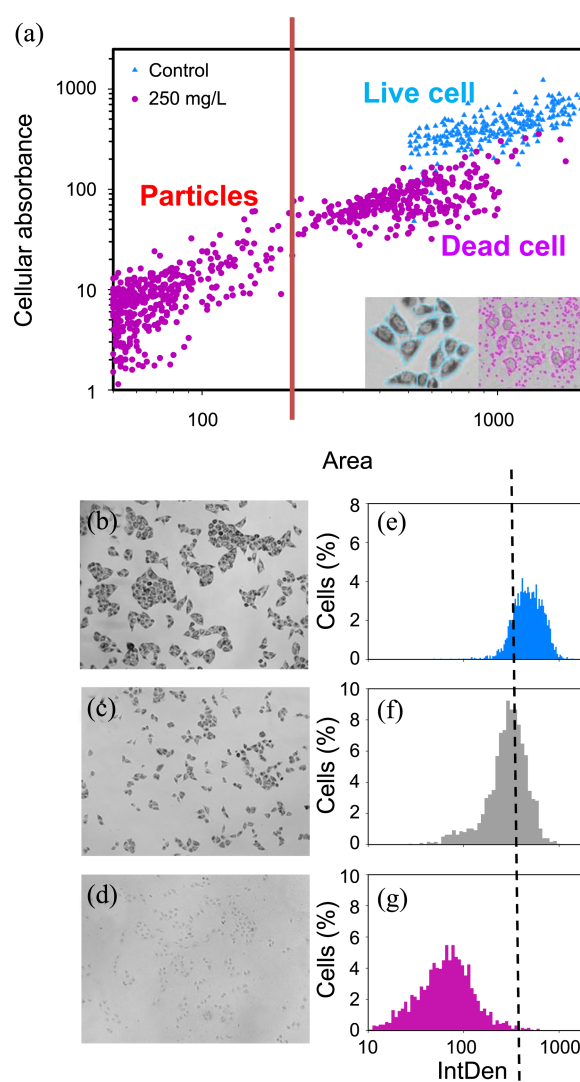 (a)
Control
250 mg/L
Live cell
Particles
Dead cell
Cellular absorbance
1000
100
10
1
100
1000
Area
(b)
(e)
Cells (%)
8
6
4
2
0
(c)
(f)
Cells (%)
10
8
6
4
2
0
(d)
(g)
Cells (%)
10
8
6
4
2
0
10
100
1000
IntDen